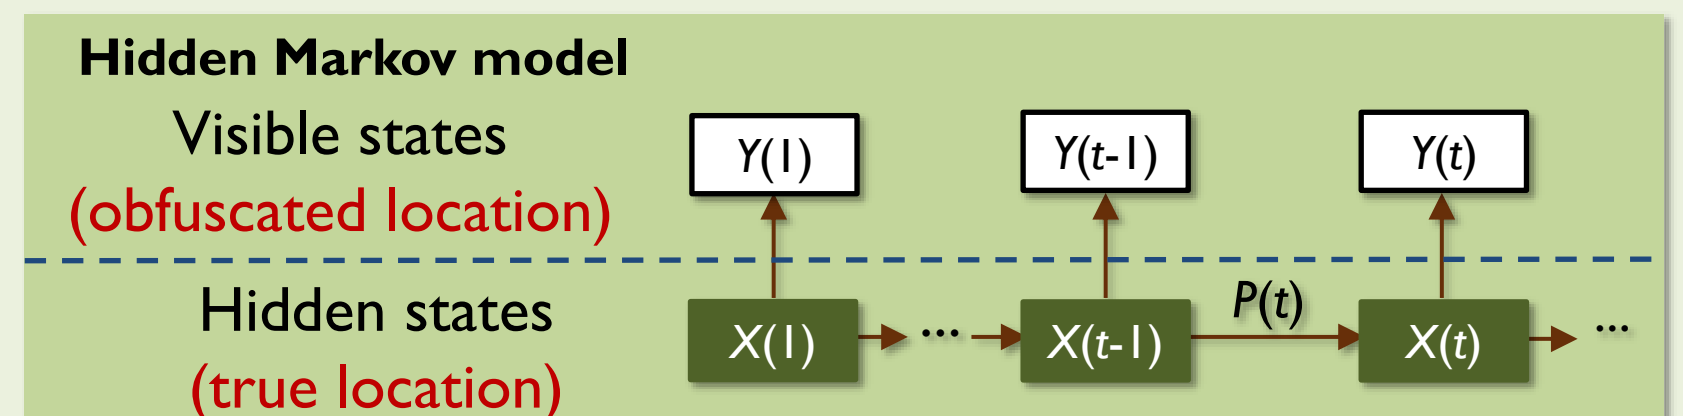 Hidden Markov model
Visible states
(obfuscated location)
Y(1)
Y(t-1)
Y(t)
Hidden states
(true location)
X(1)
...
X(t-1)
P(t)
X(t)
...